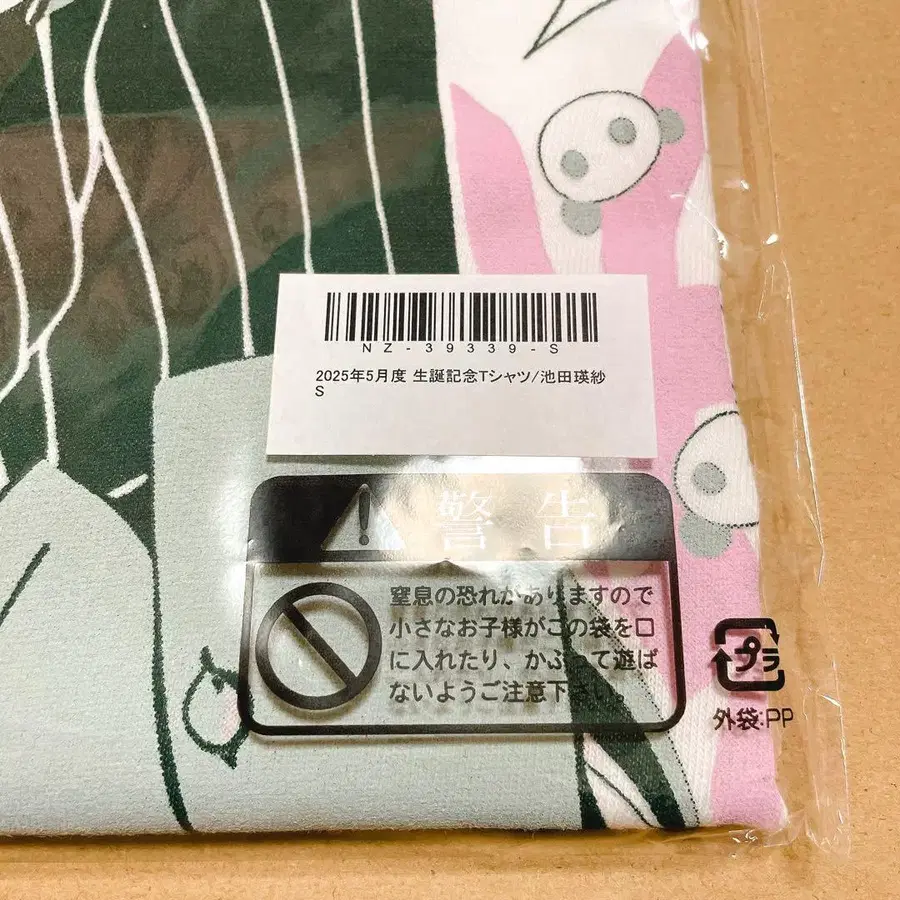 NZ-39339-S
2025年5月度 生誕記念Tシャツ/池田瑛紗
S
警告
窒息の恐れがありますので
小さなお子様がこの袋を口
に入れたり、かぶって遊ば
ないようご注意下さい。
プラ
外袋:PP